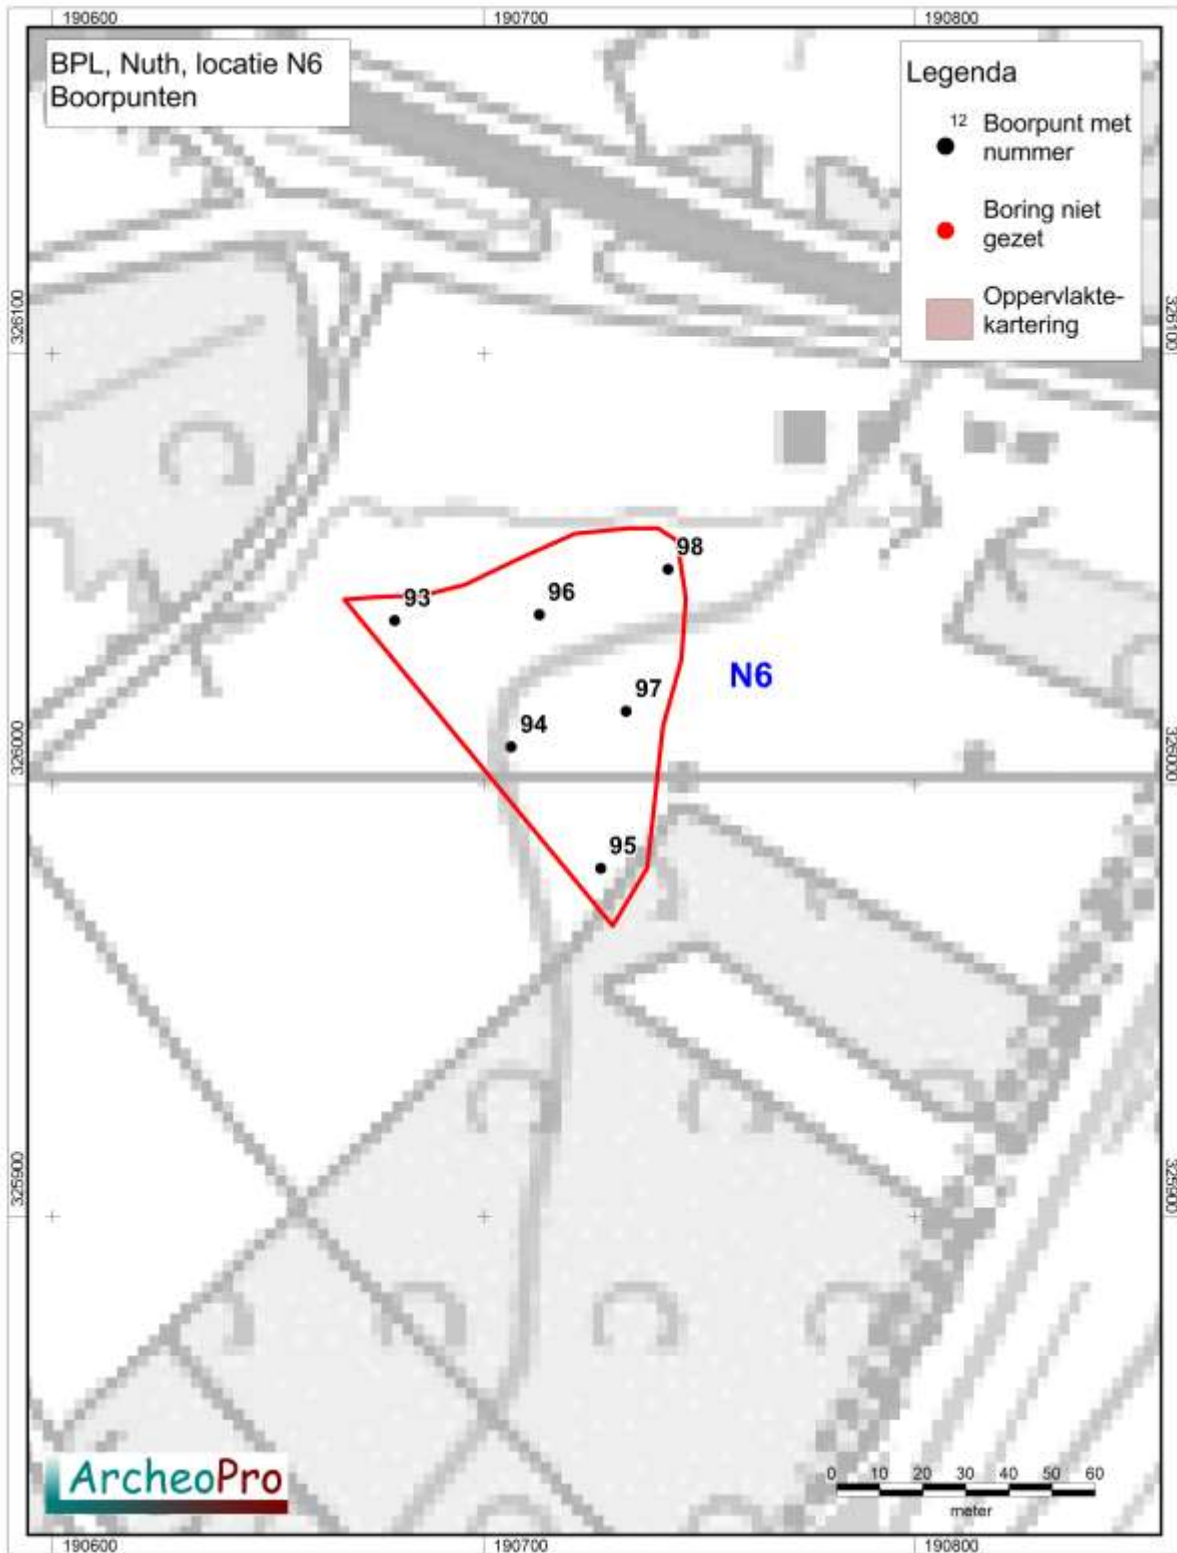 190600
190700
190800
BPL, Nuth, locatie N6
Boorpunten
Legenda
12
Boorpunt met
nummer
Boring niet
gezet
Oppervlakte-
kartering
326100
326100
98
93
96
N6
97
94
326000
326000
95
325900
325900
ArcheoPro
0 10 20 30 40 50 60
meter
190600
190700
190800